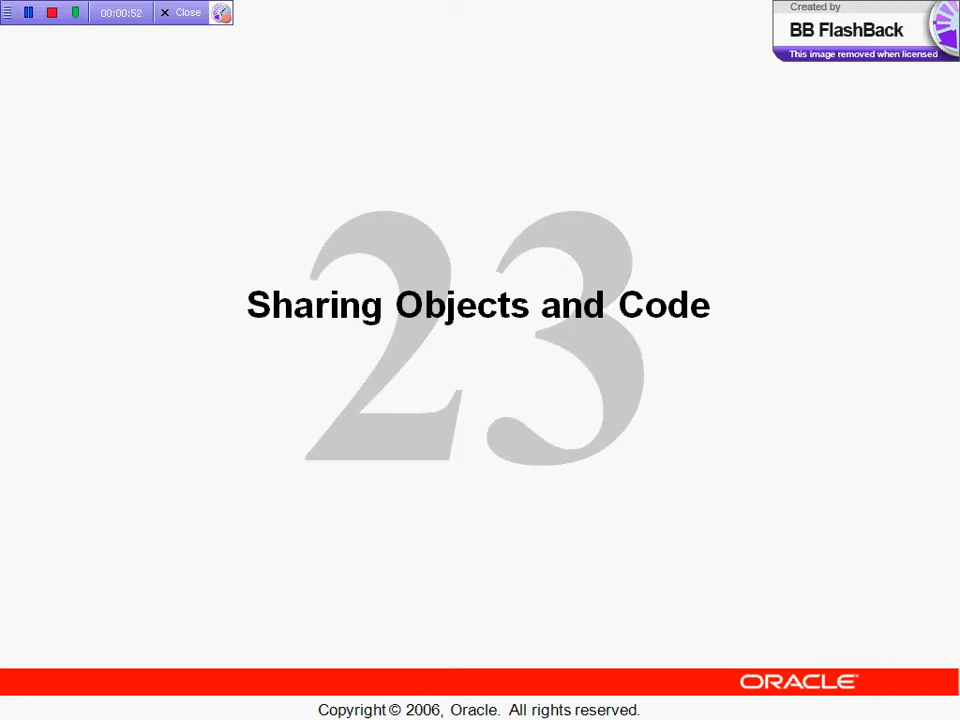 00:00:52 Close
Created by
BB FlashBack
This image removed when licensed
23
Sharing Objects and Code
ORACLE
Copyright © 2006, Oracle. All rights reserved.